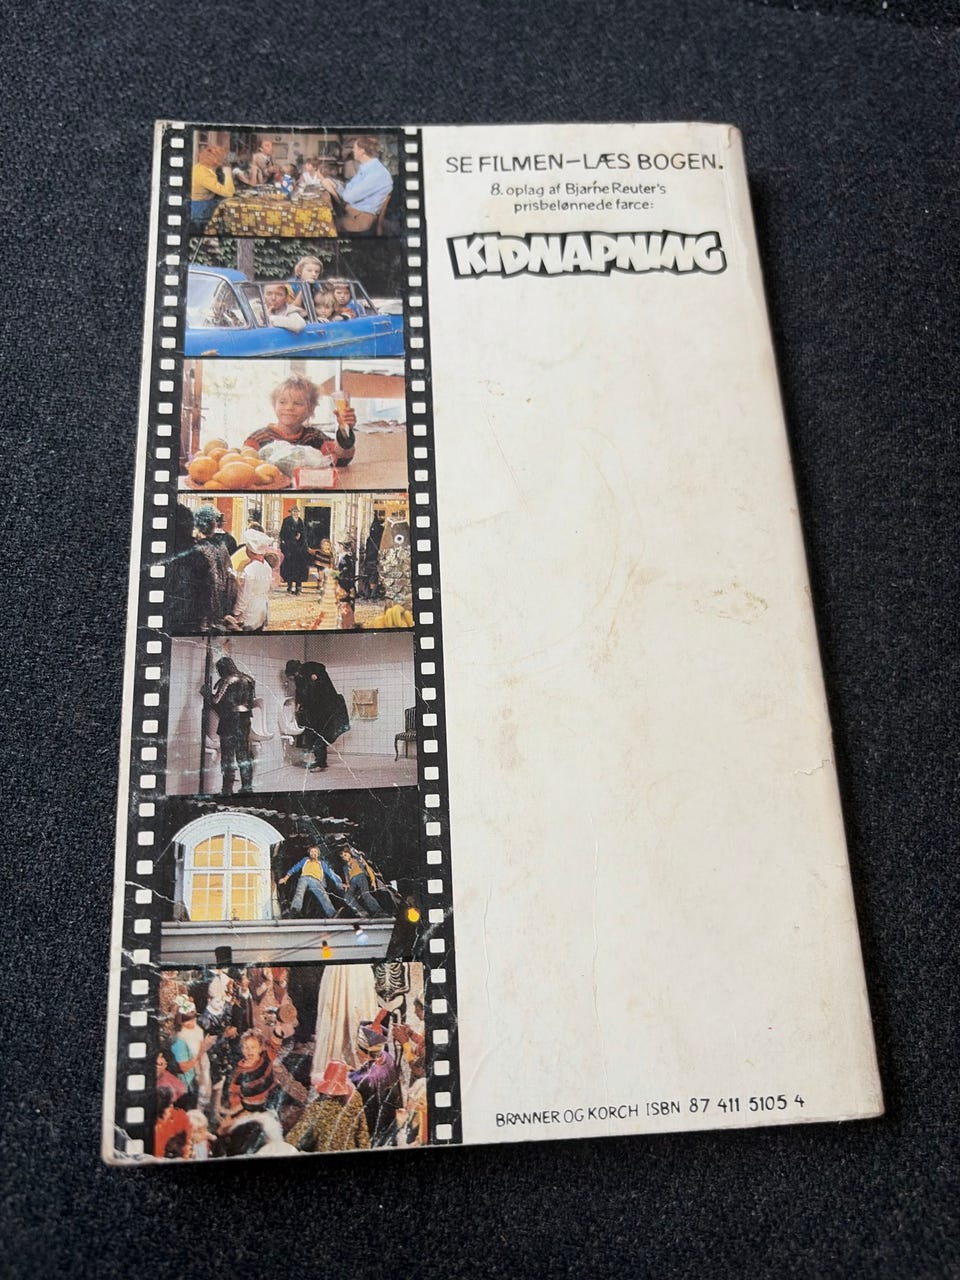 SE FILMEN-LÆS BOGEN.
8. oplag af Bjarne Reuter's
prisbelønnede farce:
KIDNAPNING
BRANNER OG KORCH ISBN 87 411 5105 4